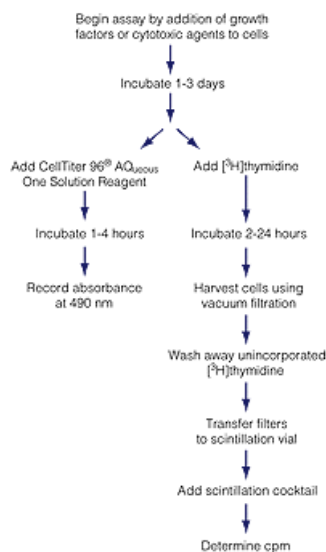 Begin assay by addition of growth
factors or cytotoxic agents to cells
Incubate 1-3 days
Add CellTiter 96® AQueous
One Solution Reagent
Incubate 1-4 hours
Record absorbance
at 490 nm
Add [³H]thymidine
Incubate 2-24 hours
Harvest cells using
vacuum filtration
Wash away unincorporated
[³H]thymidine
Transfer filters
to scintillation vial
Add scintillation cocktail
Determine cpm